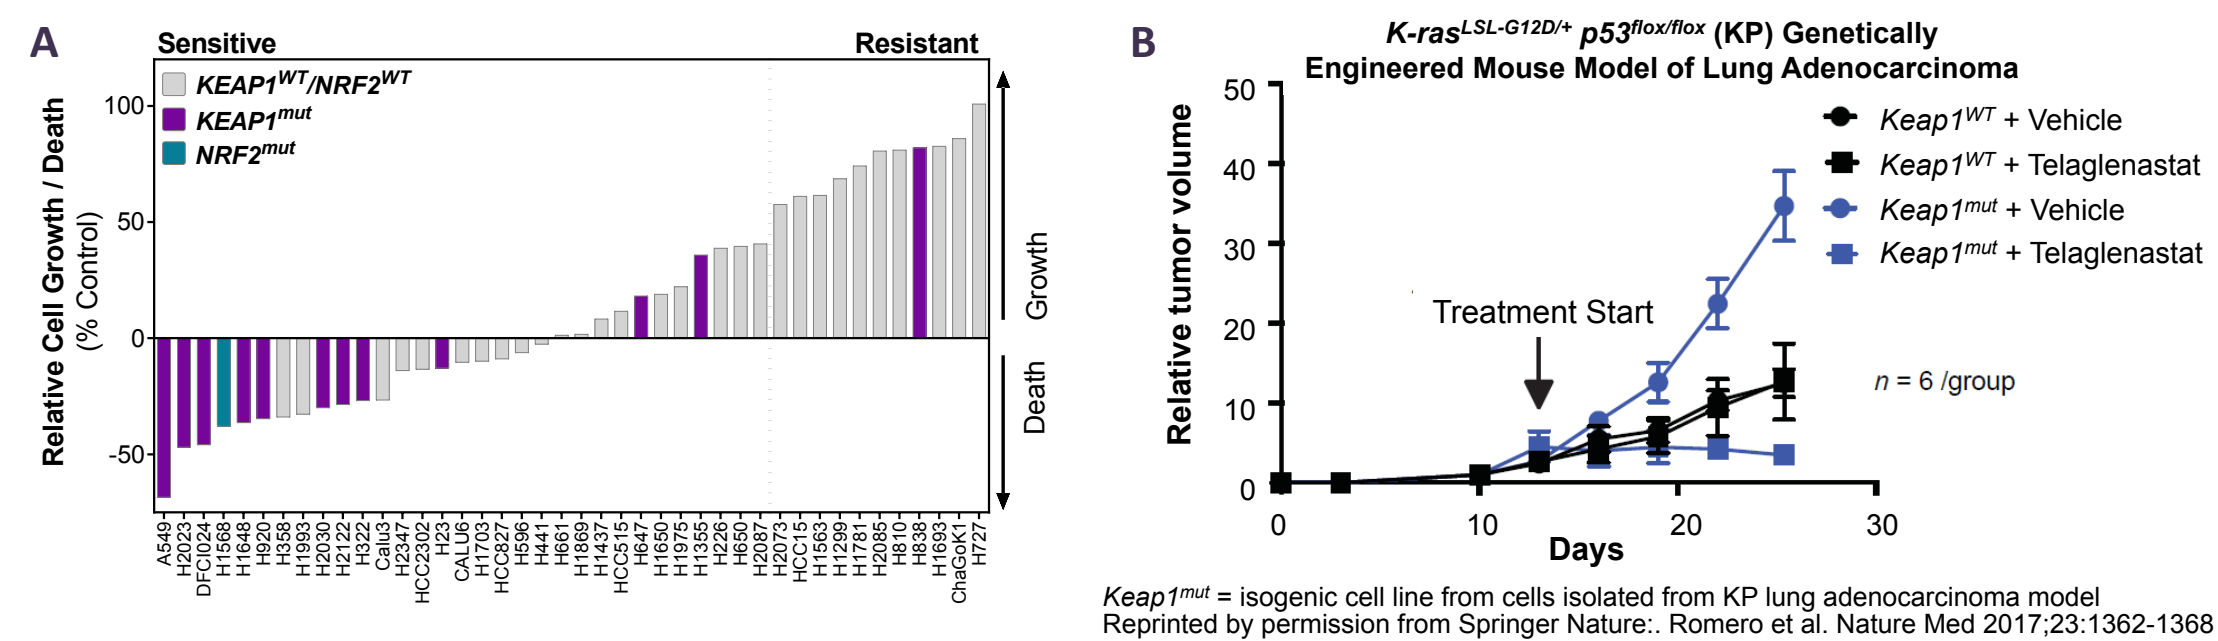 A
Sensitive
Resistant
KEAP1WT/NRF2WT
KEAP1mut
NRF2mut
Relative Cell Growth / Death
(% Control)
100
50
0
-50
Growth
Death
A549
H2023
DFCI024
H1568
H1648
H920
H358
H1993
H2030
H2122
H322
Calu3
H2347
HCC2302
H23
CALU6
H1703
HCC827
H596
H441
H661
H1869
H1437
HCC515
H647
H1650
H1975
H1355
H226
H650
H2087
H2073
HCC15
H1563
H1299
H1781
H2085
H810
H838
H1693
ChaGoK1
H727
B
K-rasLSL-G12D/+ p53flox/flox (KP) Genetically
Engineered Mouse Model of Lung Adenocarcinoma
Relative tumor volume
50
40
30
20
10
0
Treatment Start
Keap1WT + Vehicle
Keap1WT + Telaglenastat
Keap1mut + Vehicle
Keap1mut + Telaglenastat
n = 6 /group
0 10 20 30
Days
Keap1mut = isogenic cell line from cells isolated from KP lung adenocarcinoma model
Reprinted by permission from Springer Nature:. Romero et al. Nature Med 2017;23:1362-1368